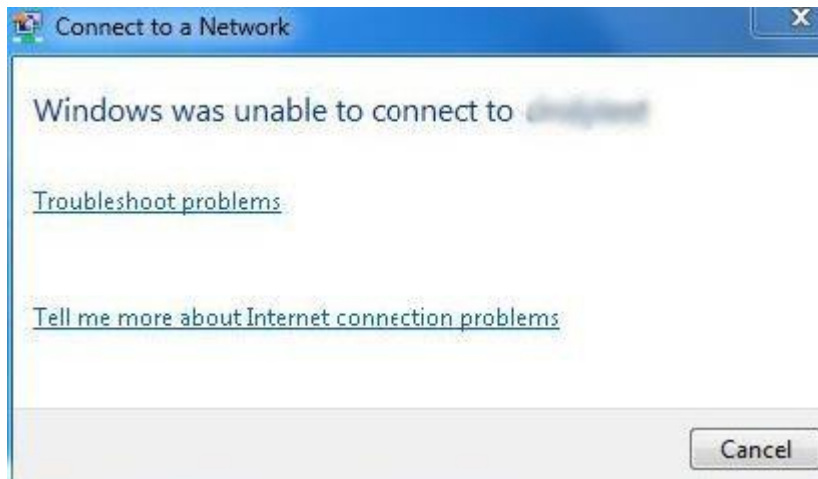 Connect to a Network
Windows was unable to connect to
Troubleshoot problems
Tell me more about Internet connection problems
Cancel